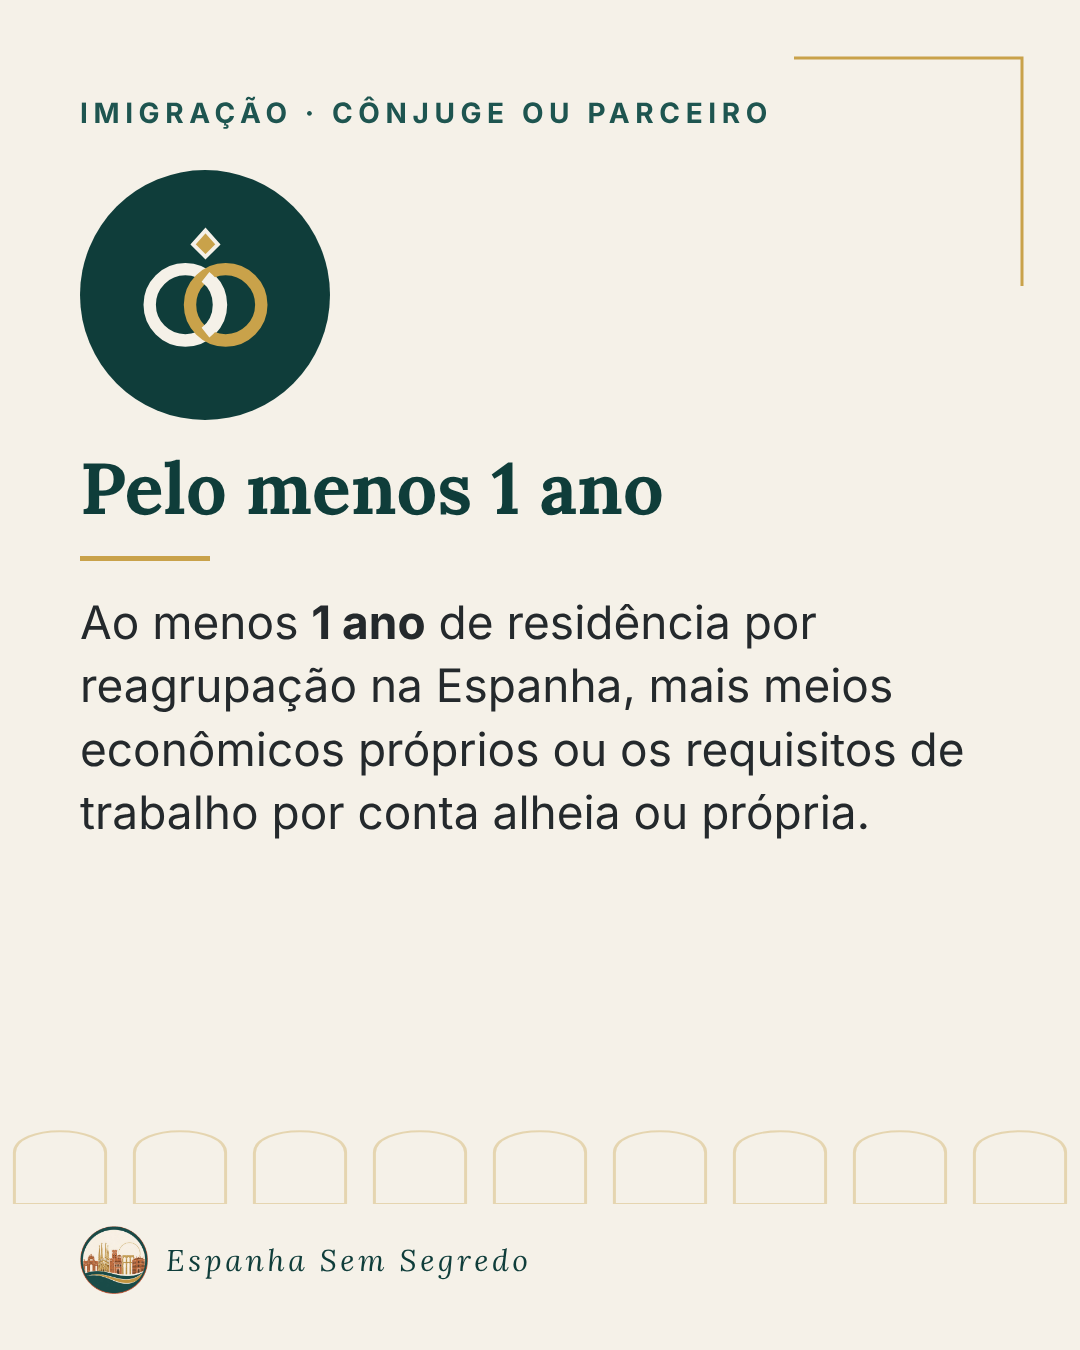 IMIGRAÇÃO · CÔNJUGE OU PARCEIRO
Pelo menos 1 ano
Ao menos 1 ano de residência por
reagrupação na Espanha, mais meios
econômicos próprios ou os requisitos de
trabalho por conta alheia ou própria.
Espanha Sem Segredo